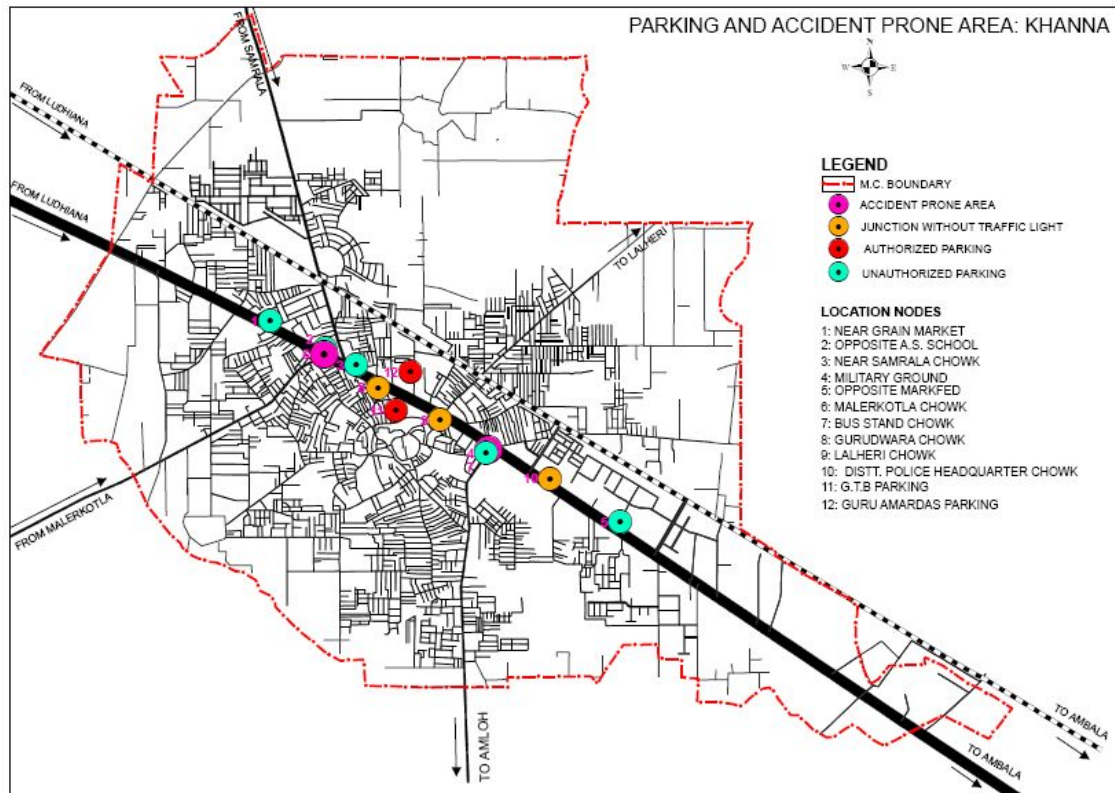 PARKING AND ACCIDENT PRONE AREA: KHANNA
N
W E
S
FROM SAMRALA
FROM LUDHIANA
FROM LUDHIANA
TO LALHERI
FROM MALERKOTLA
TO AMLOH
TO AMBALA
TO AMBALA
LEGEND
M.C. BOUNDARY
ACCIDENT PRONE AREA
JUNCTION WITHOUT TRAFFIC LIGHT
AUTHORIZED PARKING
UNAUTHORIZED PARKING
LOCATION NODES
1: NEAR GRAIN MARKET
2: OPPOSITE A.S. SCHOOL
3: NEAR SAMRALA CHOWK
4: MILITARY GROUND
5: OPPOSITE MARKFED
6: MALERKOTLA CHOWK
7: BUS STAND CHOWK
8: GURUDWARA CHOWK
9: LALHERI CHOWK
10: DISTT. POLICE HEADQUARTER CHOWK
11: G.T.B PARKING
12: GURU AMARDAS PARKING
12
11
4
10
5